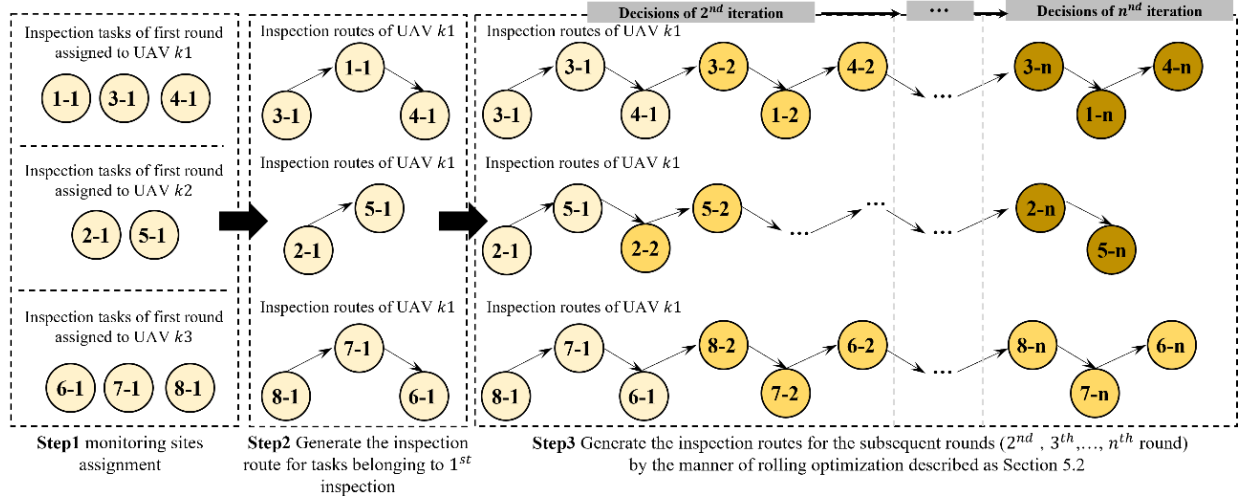 Decisions of 2nd iteration
...
Decisions of nnd iteration
Inspection tasks of first round
assigned to UAV k1
1-1 3-1 4-1
Inspection tasks of first round
assigned to UAV k2
2-1 5-1
Inspection tasks of first round
assigned to UAV k3
6-1 7-1 8-1
Step1 monitoring sites
assignment
Inspection routes of UAV k1
1-1
3-1 4-1
Inspection routes of UAV k1
5-1
2-1
Inspection routes of UAV k1
7-1
8-1 6-1
Step2 Generate the inspection
route for tasks belonging to 1st
inspection
Inspection routes of UAV k1
3-1 3-2 4-2 ... 3-n 4-n
3-1 4-1 1-2 1-n
Inspection routes of UAV k1
5-1 5-2 ... 2-n
2-1 2-2 ... ... 5-n
Inspection routes of UAV k1
7-1 8-2 6-2 8-n 6-n
8-1 6-1 7-2 ... 7-n
Step3 Generate the inspection routes for the subsequent rounds (2nd , 3th,..., nth round)
by the manner of rolling optimization described as Section 5.2